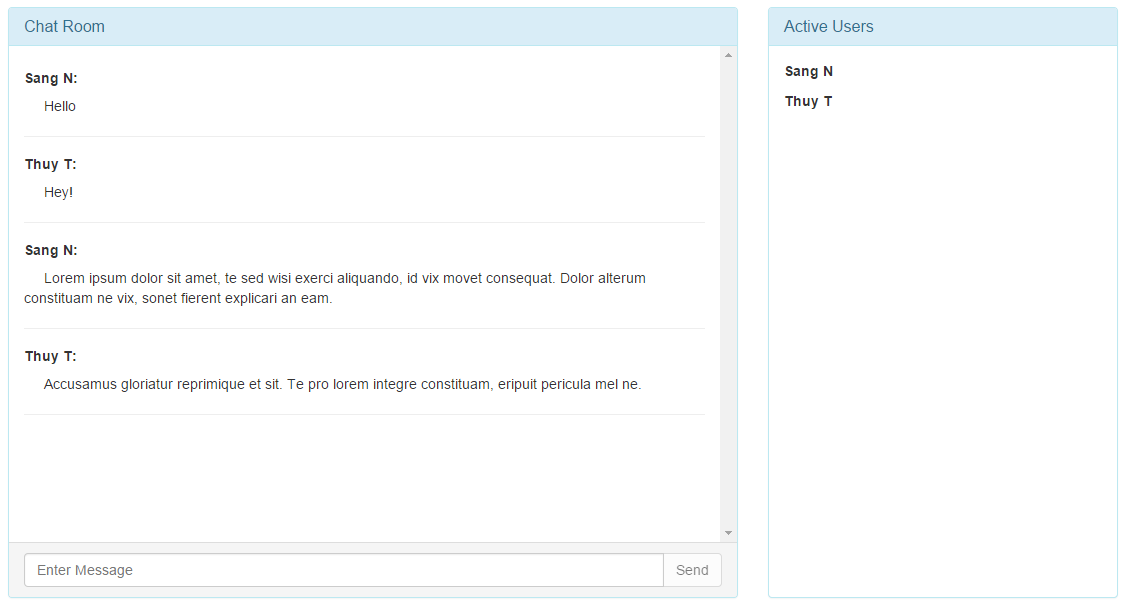 Chat Room
Sang N:
Hello
Thuy T:
Hey!
Sang N:
Lorem ipsum dolor sit amet, te sed wisi exerci aliquando, id vix movet consequat. Dolor alterum
constituam ne vix, sonet fierent explicari an eam.
Thuy T:
Accusamus gloriatur reprimique et sit. Te pro lorem integre constituam, eripuit pericula mel ne.
Enter Message
Send
Active Users
Sang N
Thuy T